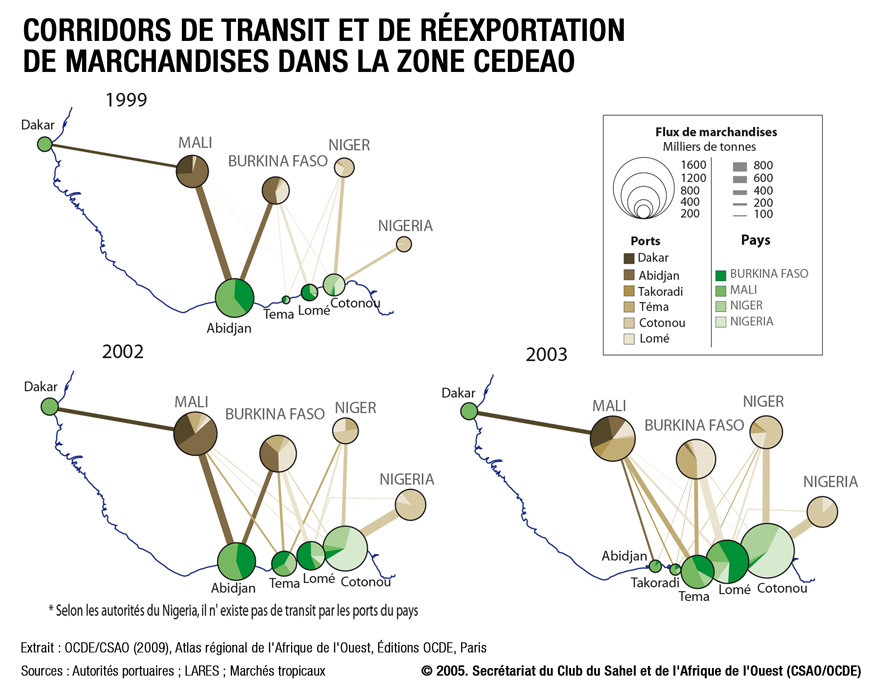 CORRIDORS DE TRANSIT ET DE RÉEXPORTATION
DE MARCHANDISES DANS LA ZONE CEDEAO
1999
Dakar
MALI
BURKINA FASO
NIGER
NIGERIA
Abidjan
Tema
Lomé
Cotonou
Flux de marchandises
Milliers de tonnes
1600
1200
800
400
200
800
600
400
200
100
Ports
Dakar
Abidjan
Takoradi
Téma
Cotonou
Lomé
Pays
BURKINA FASO
MALI
NIGER
NIGERIA
2002
Dakar
MALI
BURKINA FASO
NIGER
NIGERIA
Abidjan
Tema
Lomé
Cotonou
2003
Dakar
MALI
BURKINA FASO
NIGER
NIGERIA
Abidjan
Takoradi
Tema
Lomé
Cotonou
* Selon les autorités du Nigeria, il n' existe pas de transit par les ports du pays
Extrait : OCDE/CSAO (2009), Atlas régional de l'Afrique de l'Ouest, Éditions OCDE, Paris
Sources : Autorités portuaires ; LARES ; Marchés tropicaux
© 2005. Secrétariat du Club du Sahel et de l'Afrique de l'Ouest (CSAO/OCDE)